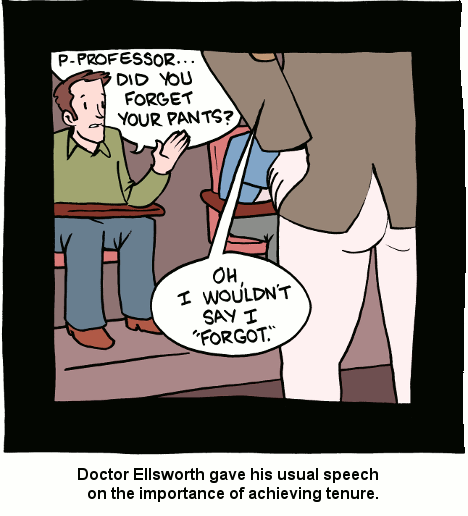 P-PROFESSOR...
DID YOU
FORGET
YOUR PANTS?
OH,
I WOULDN'T
SAY I
"FORGOT."
Doctor Ellsworth gave his usual speech
on the importance of achieving tenure.